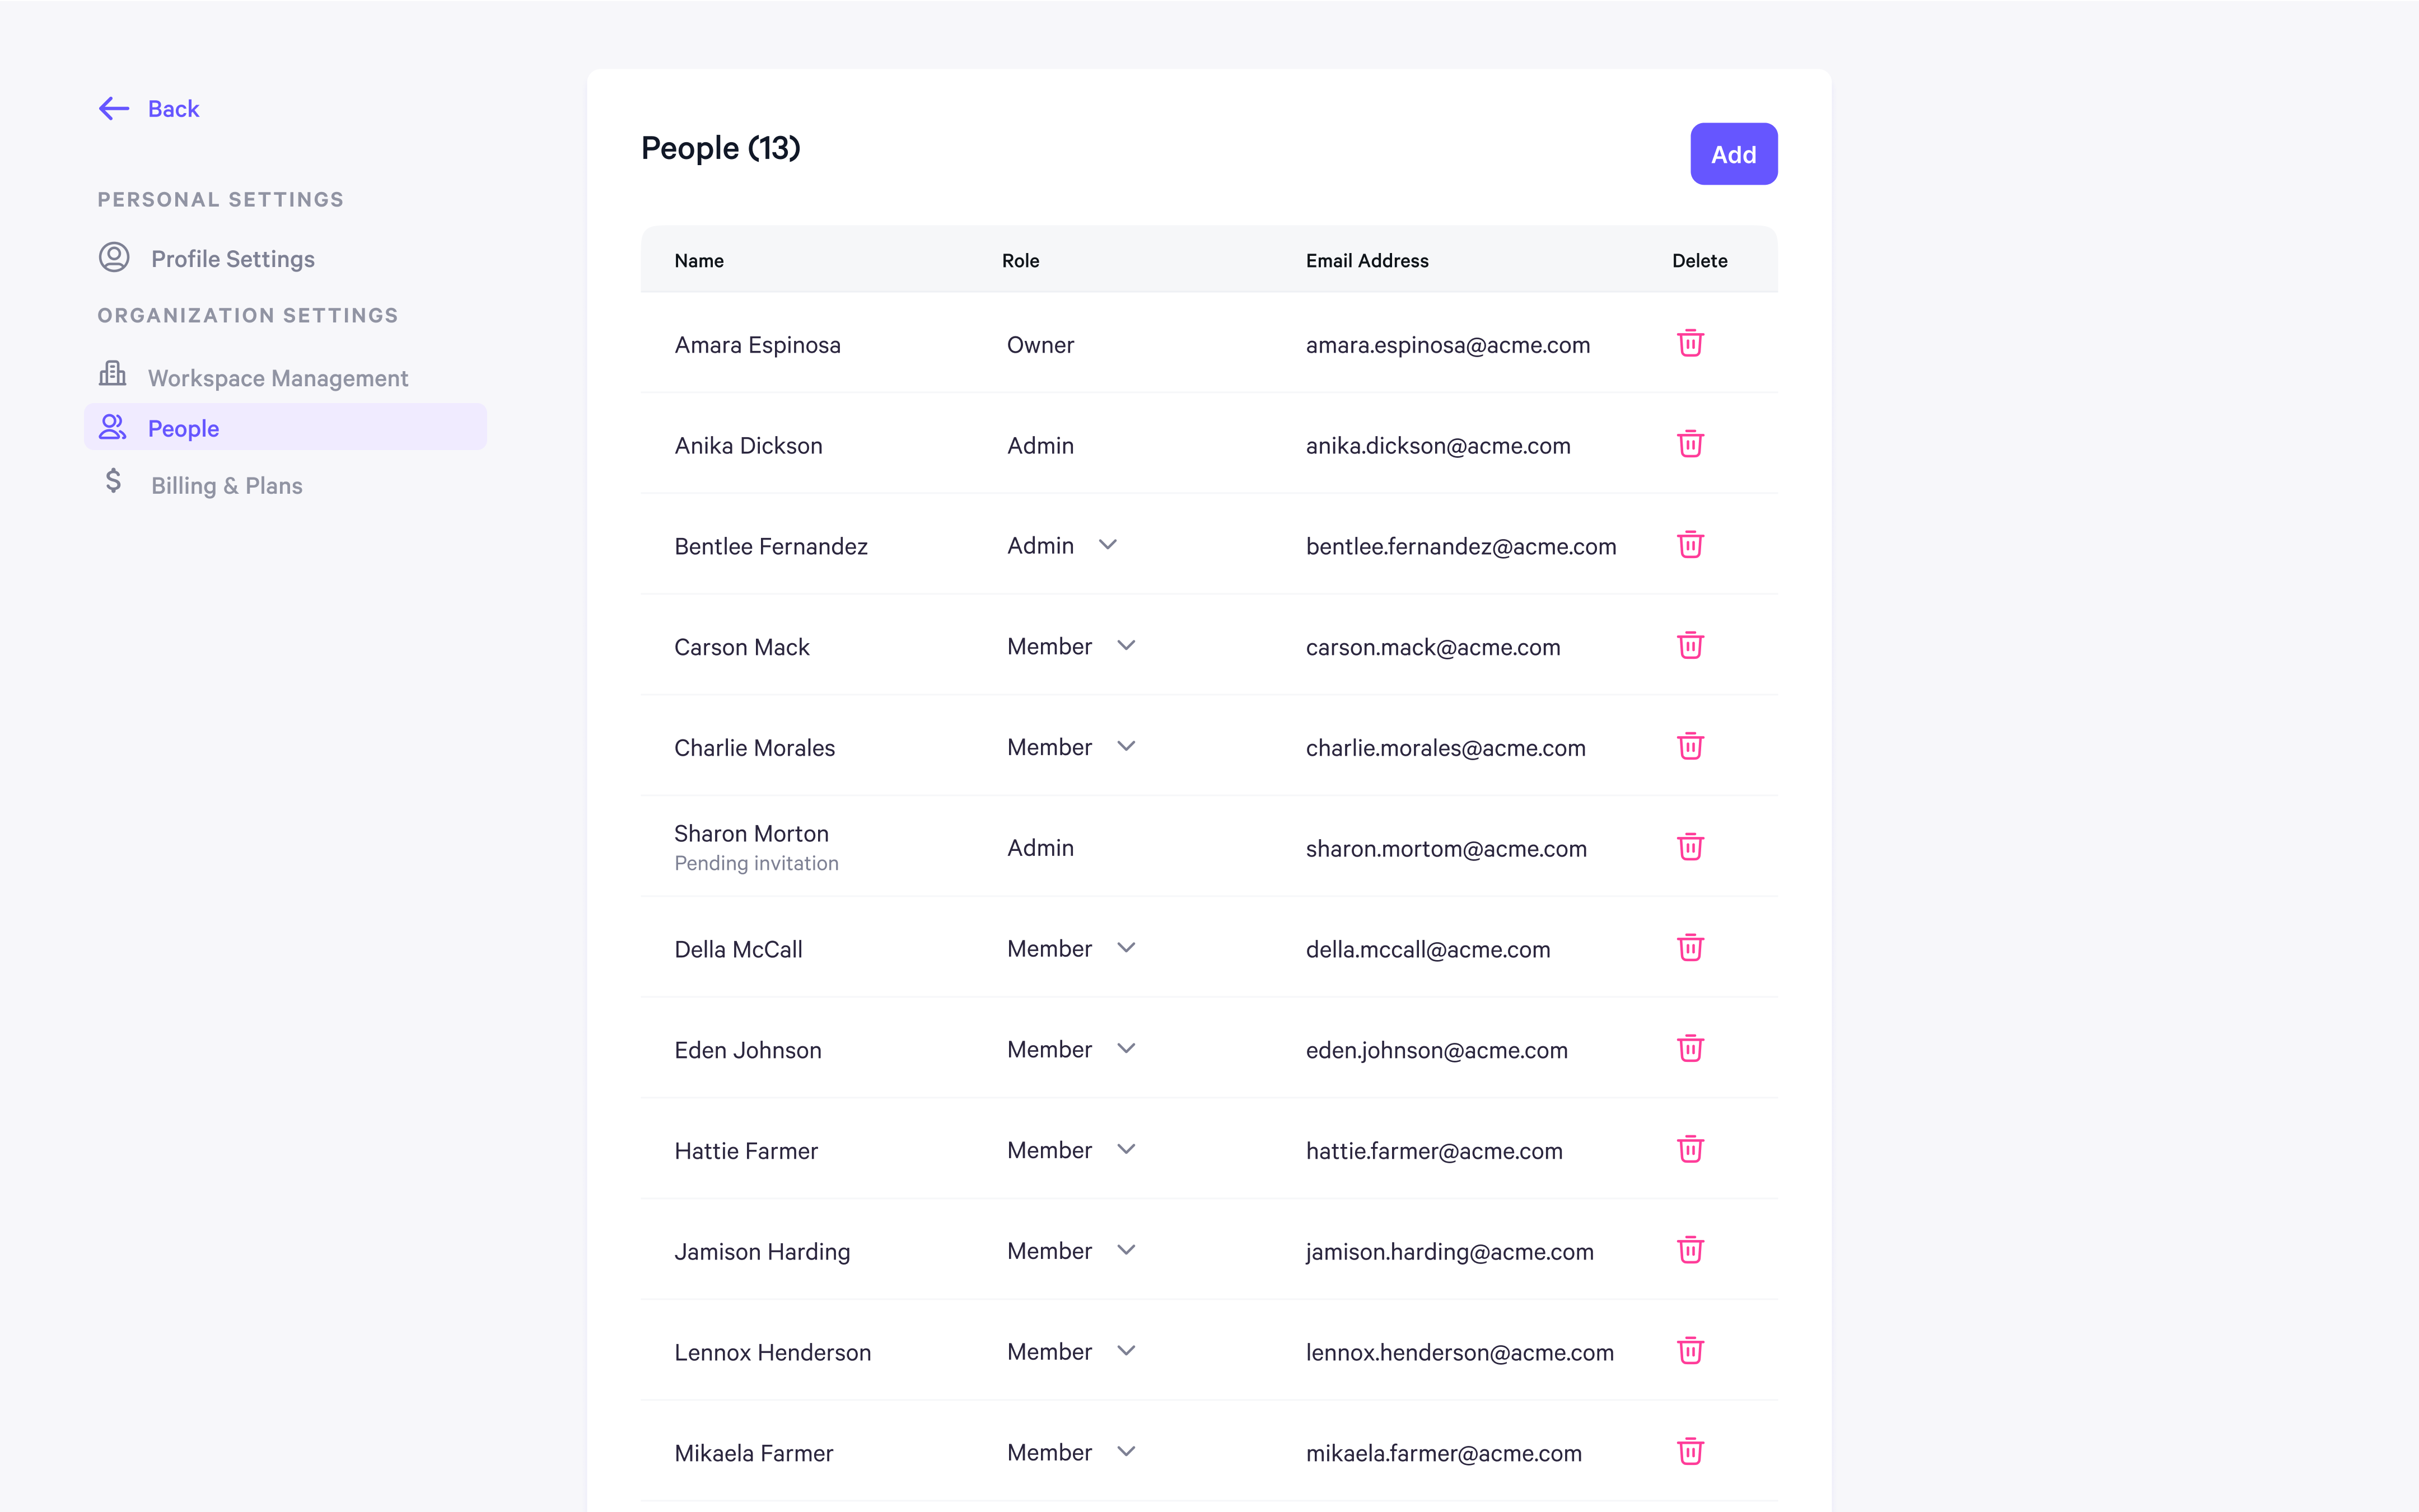 Back
PERSONAL SETTINGS
Profile Settings
ORGANIZATION SETTINGS
Workspace Management
People
$ Billing & Plans
People (13)
Add
Name Role Email Address Delete
Amara Espinosa Owner amara.espinosa@acme.com
Anika Dickson Admin anika.dickson@acme.com
Bentlee Fernandez Admin bentlee.fernandez@acme.com
Carson Mack Member carson.mack@acme.com
Charlie Morales Member charlie.morales@acme.com
Sharon Morton Admin sharon.mortom@acme.com
Pending invitation
Della McCall Member della.mccall@acme.com
Eden Johnson Member eden.johnson@acme.com
Hattie Farmer Member hattie.farmer@acme.com
Jamison Harding Member jamison.harding@acme.com
Lennox Henderson Member lennox.henderson@acme.com
Mikaela Farmer Member mikaela.farmer@acme.com